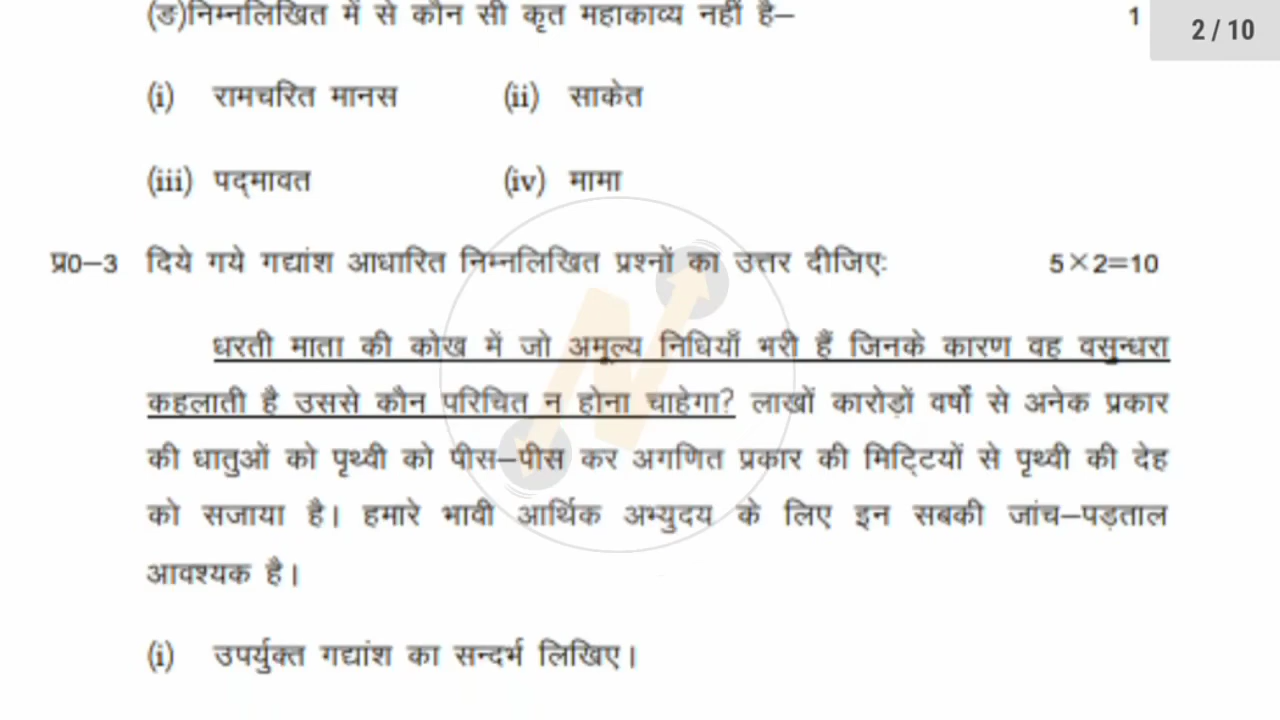 (ङ)निम्नलिखित में से कौन सी कृत महाकाव्य नहीं है– 1
2 / 10
(i) रामचरित मानस (ii) साकेत
(iii) पद्मावत (iv) मामा
प्र0–3 दिये गये गद्यांश आधारित निम्नलिखित प्रश्नों का उत्तर दीजिएः 5×2=10
धरती माता की कोख में जो अमूल्य निधियाँ भरी हैं जिनके कारण वह वसुन्धरा
कहलाती है उससे कौन परिचित न होना चाहेगा? लाखों कारोड़ों वर्षों से अनेक प्रकार
की धातुओं को पृथ्वी को पीस–पीस कर अगणित प्रकार की मिट्टियों से पृथ्वी की देह
को सजाया है। हमारे भावी आर्थिक अभ्युदय के लिए इन सबकी जांच–पड़ताल
आवश्यक है।
(i) उपर्युक्त गद्यांश का सन्दर्भ लिखिए।